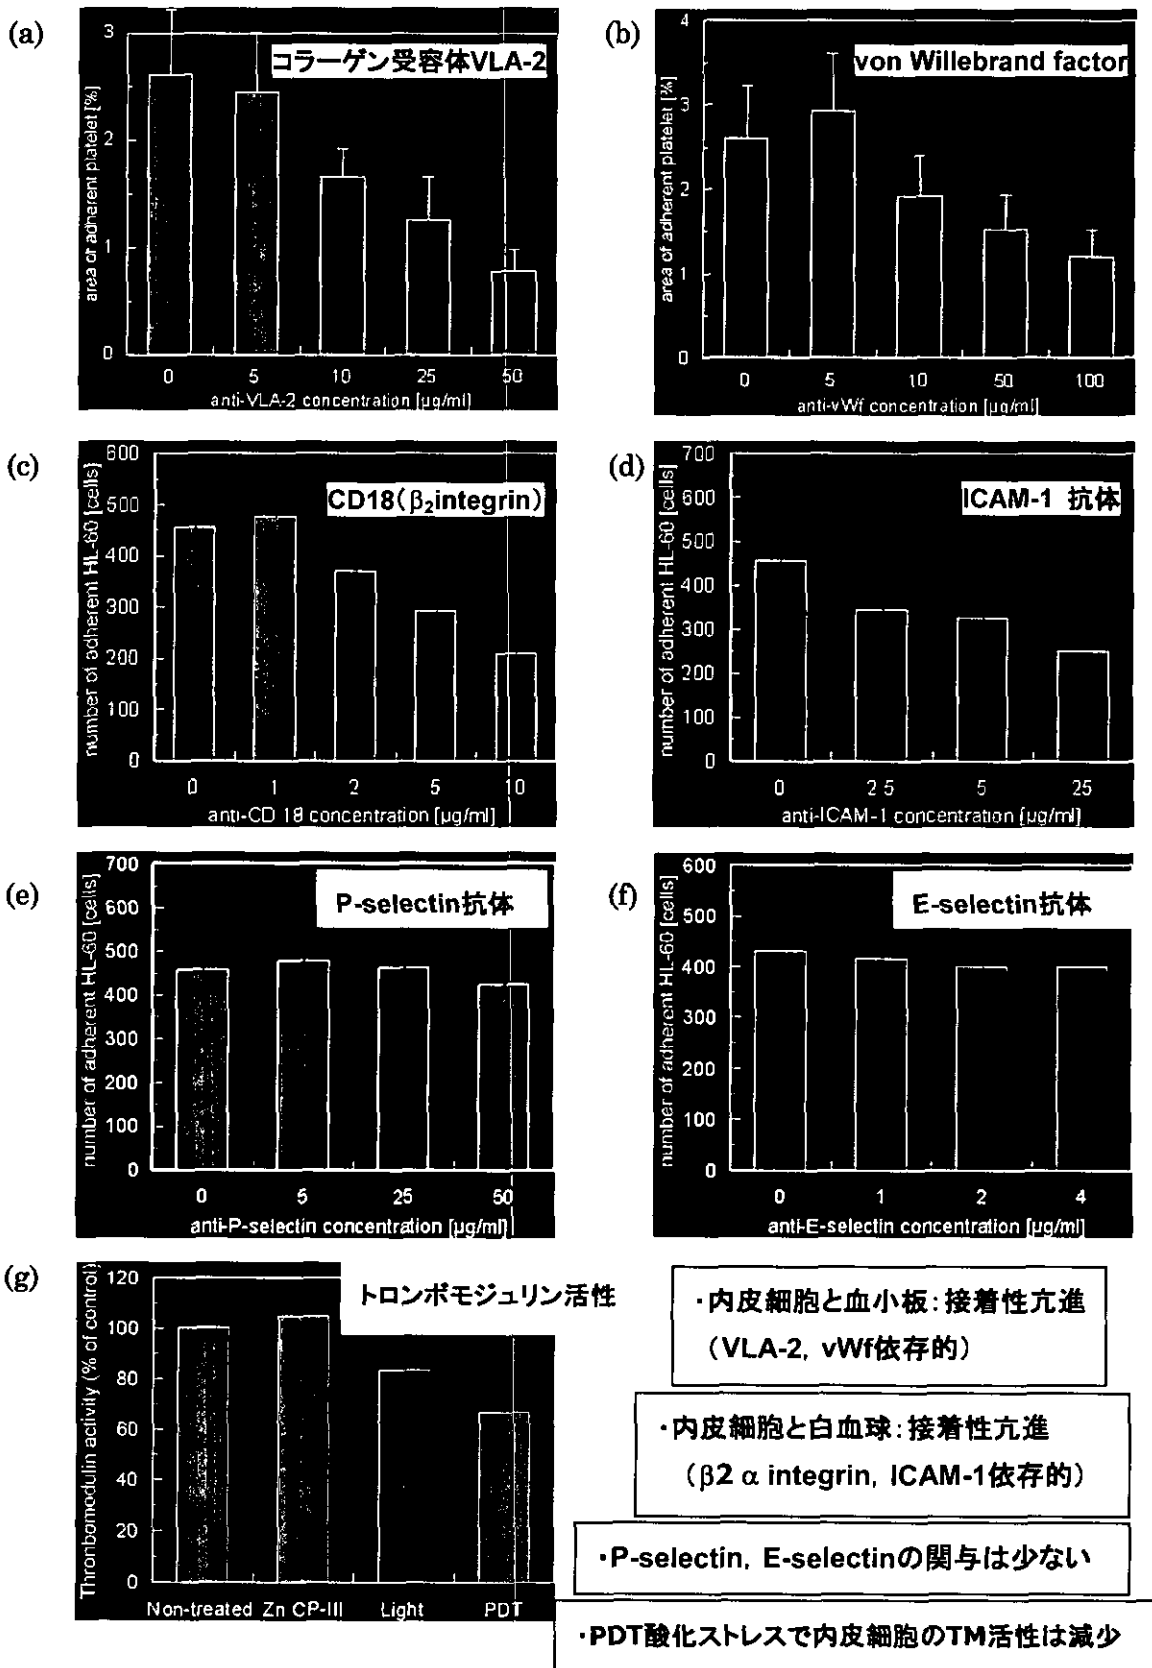 (a)
コラーゲン受容体VLA-2
area of adherent platelet [%]
3
2
1
0
0 5 10 25 50
anti-VLA-2 concentration [μg/ml]
(b)
von Willebrand factor
area of adherent platelet [%]
4
3
2
1
0
0 5 10 50 100
anti-vWf concentration [μg/ml]
(c)
CD18(β₂integrin)
number of adherent HL-60 [cells]
600
500
400
300
200
100
0
0 1 2 5 10
anti-CD 18 concentration [μg/ml]
(d)
ICAM-1 抗体
number of adherent HL-60 [cells]
700
600
500
400
300
200
100
0
0 2 5 5 25
anti-ICAM-1 concentration [μg/ml]
(e)
P-selectin抗体
number of adherent HL-60 [cells]
700
600
500
400
300
200
100
0
0 5 25 50
anti-P-selectin concentration [μg/ml]
(f)
E-selectin抗体
number of adherent HL-60 [cells]
600
500
400
300
200
100
0
0 1 2 4
anti-E-selectin concentration [μg/ml]
(g)
トロンボモジュリン活性
Thrombomodulin activity (% of control)
120
100
80
60
40
20
0
Non-treated Zn CP-III Light PDT
・内皮細胞と血小板：接着性亢進
（VLA-2, vWf依存的）
・内皮細胞と白血球：接着性亢進
（β2 α integrin, ICAM-1依存的）
・P-selectin, E-selectinの関与は少ない
・PDT酸化ストレスで内皮細胞のTM活性は減少